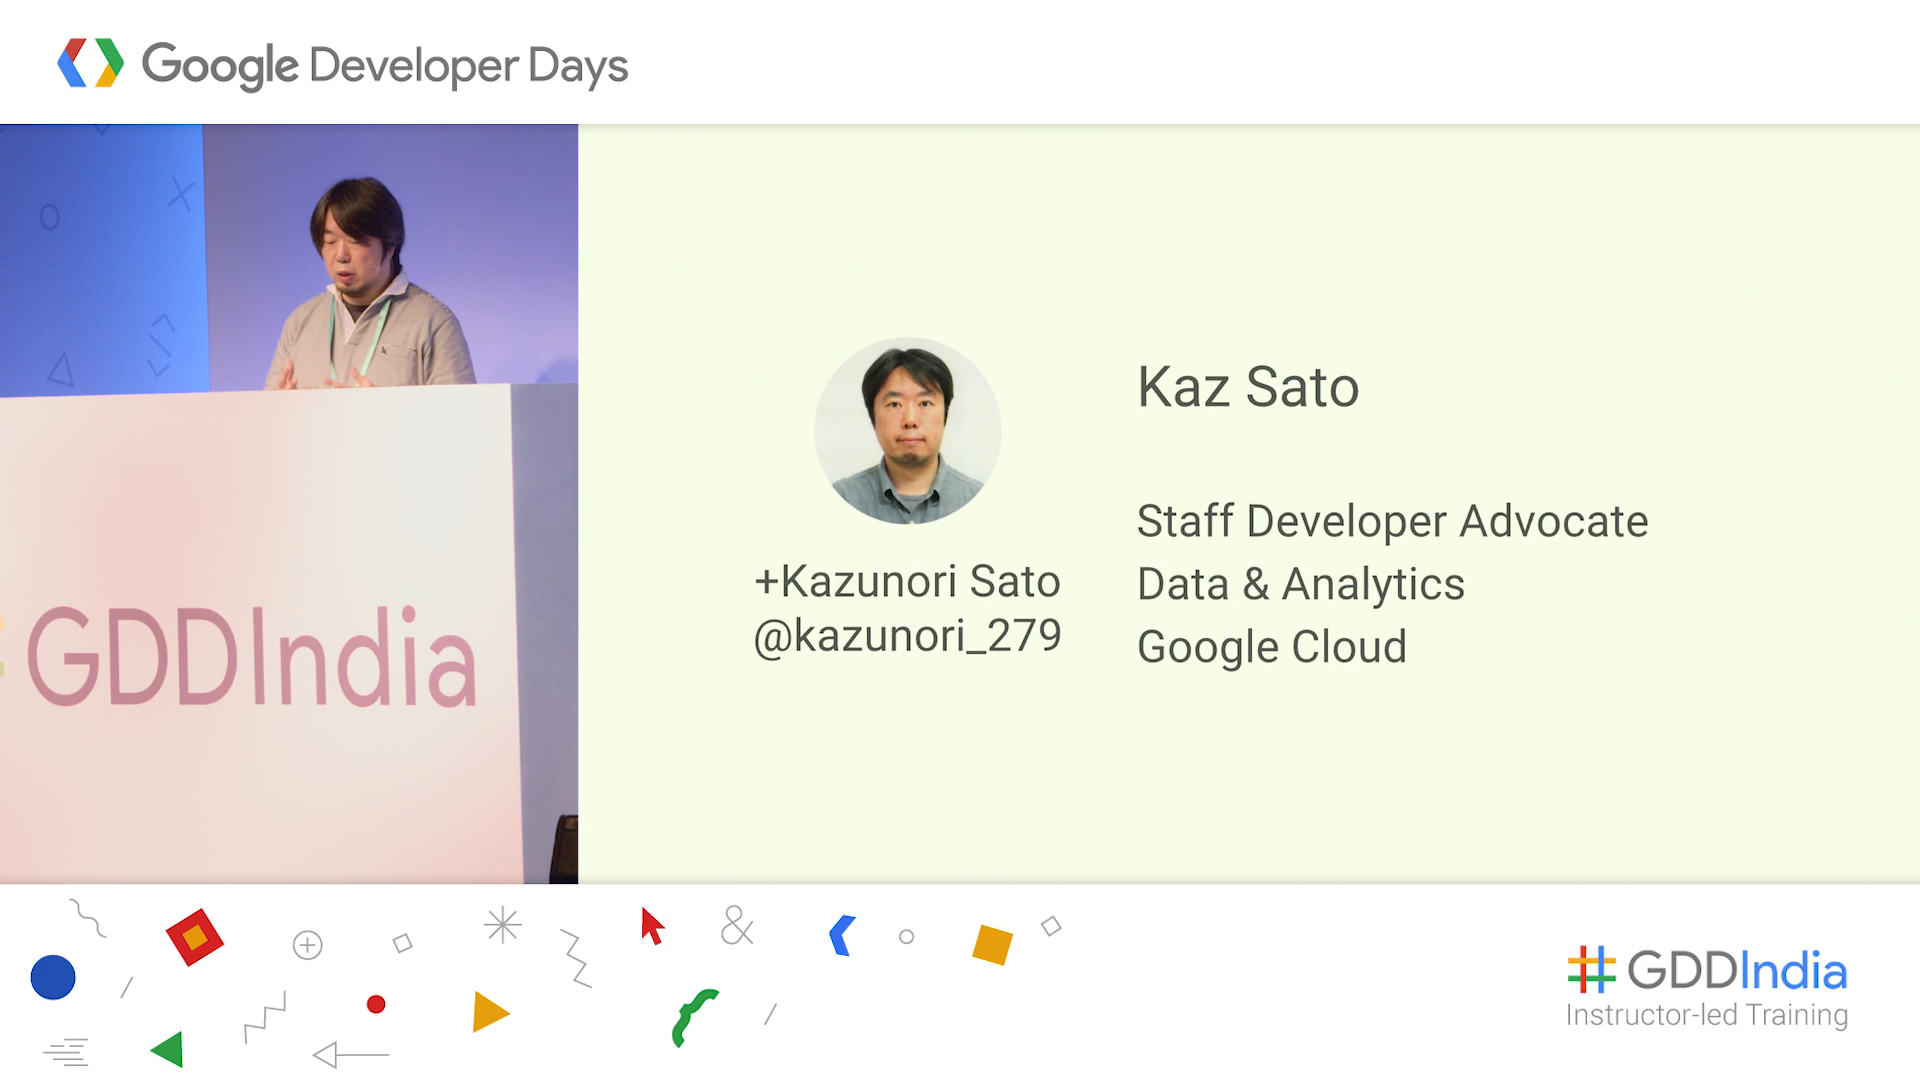 Google Developer Days
GDDIndia
Kaz Sato
Staff Developer Advocate
Data & Analytics
Google Cloud
+Kazunori Sato
@kazunori_279
#GDDIndia
Instructor-led Training